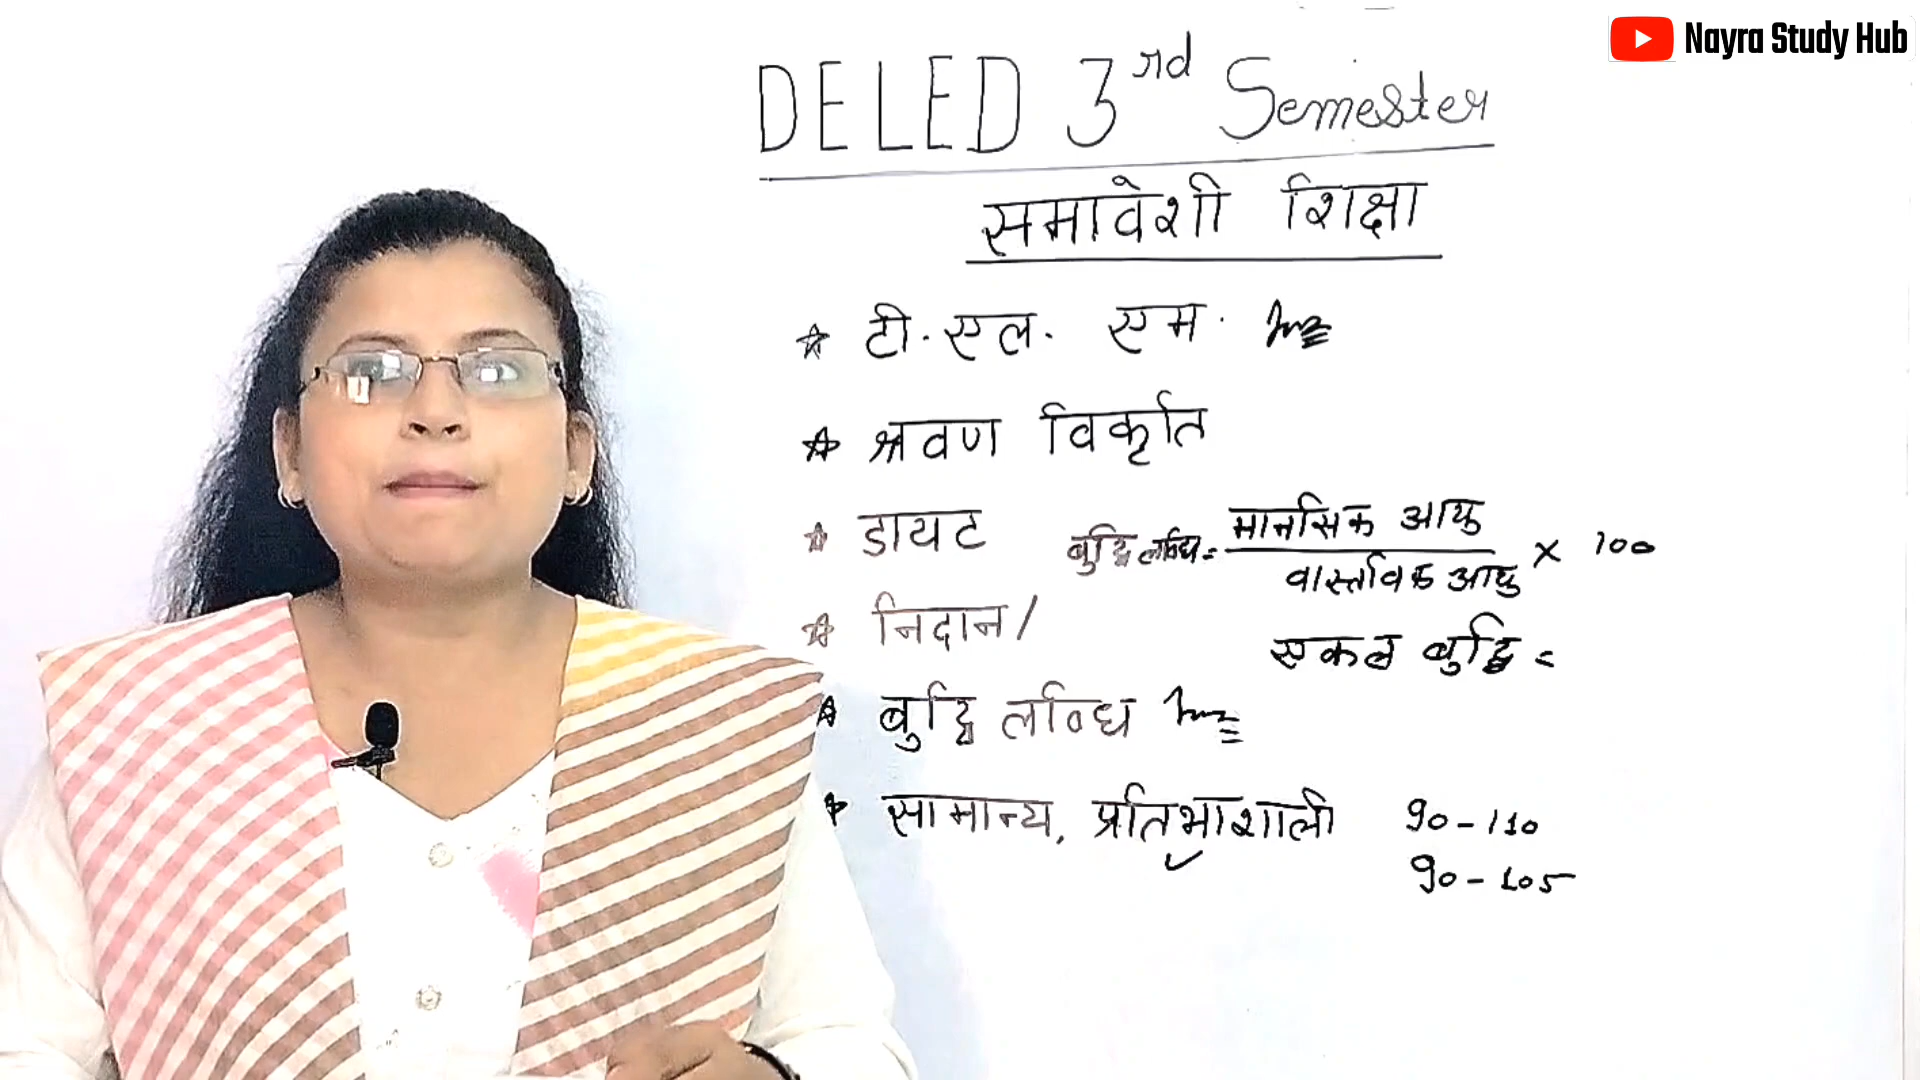 Nayra Study Hub
DELED 3rd Semester
समावेशी शिक्षा
☆ टी. एल. एम.
☆ श्रवण विकृति
☆ डायट
बुद्धि लब्धि = मानसिक आयु / वास्तविक आयु × 100
☆ निदान /
एकल बुद्धि =
☆ बुद्धि लब्धि
☆ सामान्य, प्रतिभाशाली 90-110
90-105